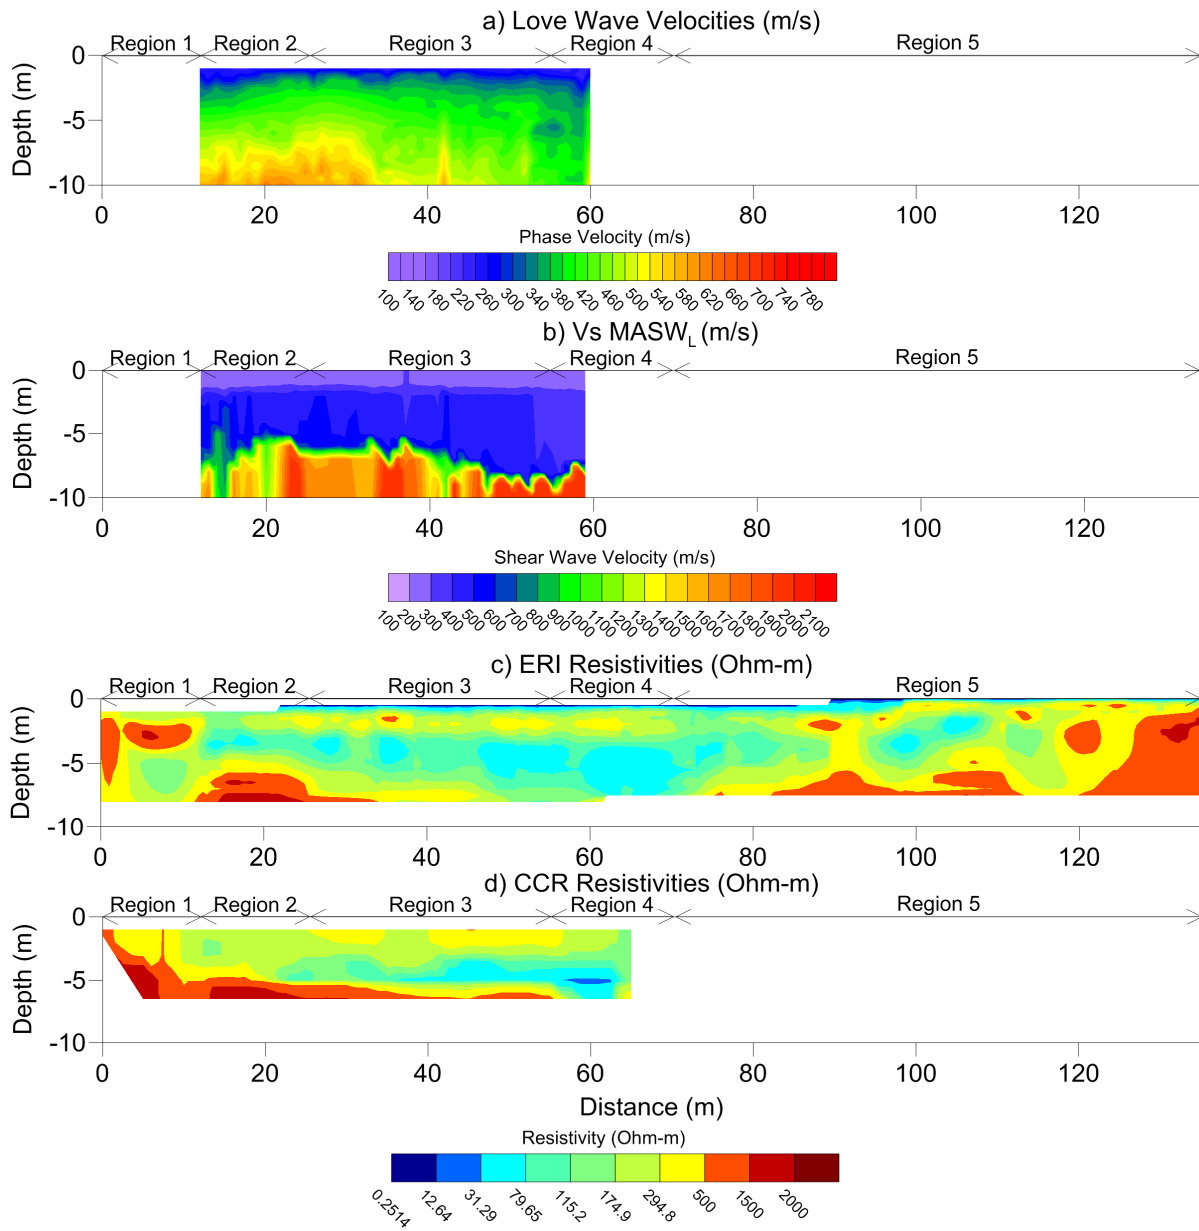 a) Love Wave Velocities (m/s)
Region 1 Region 2 Region 3 Region 4 Region 5
0
-5
-10
Depth (m)
0 20 40 60 80 100 120
Phase Velocity (m/s)
100 140 180 220 260 300 340 380 420 460 500 540 580 620 660 700 740 780
b) Vs MASWL (m/s)
Region 1 Region 2 Region 3 Region 4 Region 5
0
-5
-10
Depth (m)
0 20 40 60 80 100 120
Shear Wave Velocity (m/s)
100 200 300 400 500 600 700 800 900 1000 1100 1200 1300 1400 1500 1600 1700 1800 1900 2000 2100
c) ERI Resistivities (Ohm-m)
Region 1 Region 2 Region 3 Region 4 Region 5
0
-5
-10
Depth (m)
0 20 40 60 80 100 120
d) CCR Resistivities (Ohm-m)
Region 1 Region 2 Region 3 Region 4 Region 5
0
-5
-10
Depth (m)
0 20 40 60 80 100 120
Distance (m)
Resistivity (Ohm-m)
0.2514 12.64 31.29 79.65 115.2 174.9 294.8 500 1500 2000